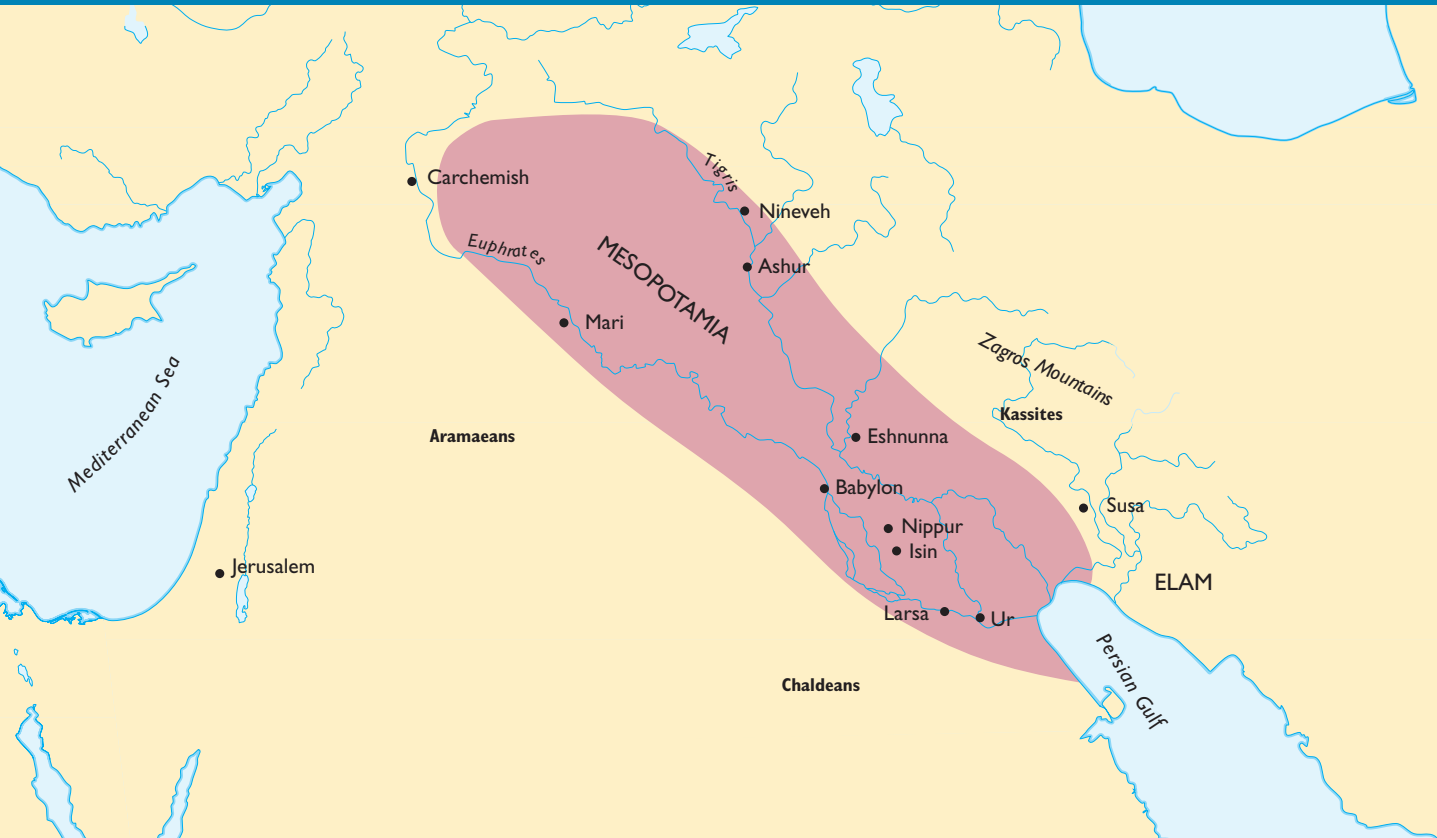 Carchemish
Tigris
Nineveh
Euphrates
MESOPOTAMIA
Ashur
Mari
Mediterranean Sea
Zagros Mountains
Kassites
Aramaeans
Eshnunna
Babylon
Susa
Nippur
Isin
Jerusalem
ELAM
Larsa
Ur
Persian Gulf
Chaldeans